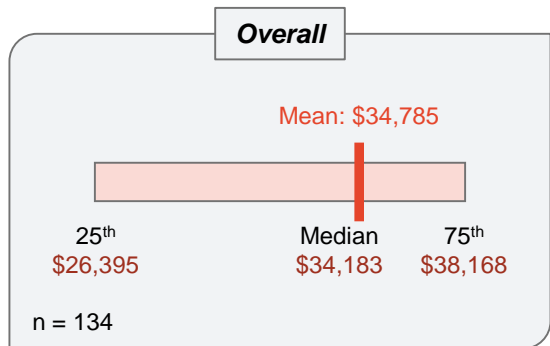 Overall
Mean: $34,785
25th Median 75th
$26,395 $34,183 $38,168
n = 134